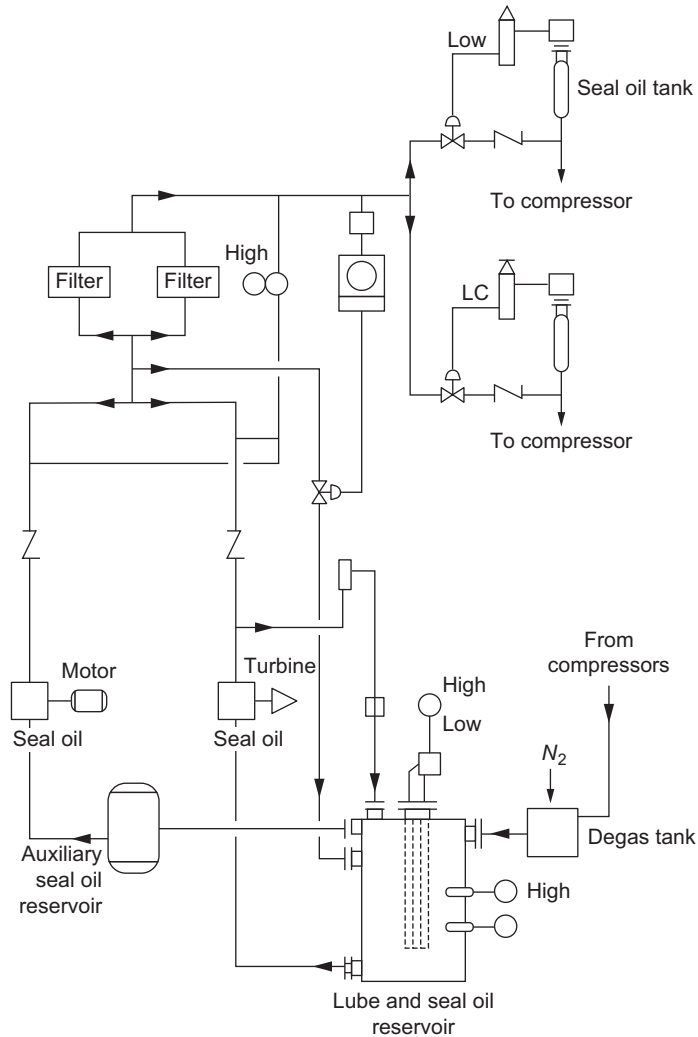 Low
Seal oil tank
To compressor
High
Filter
Filter
LC
To compressor
From
compressors
Motor
Turbine
High
Low
Seal oil
Seal oil
N2
Degas tank
Auxiliary
seal oil
reservoir
High
Lube and seal oil
reservoir